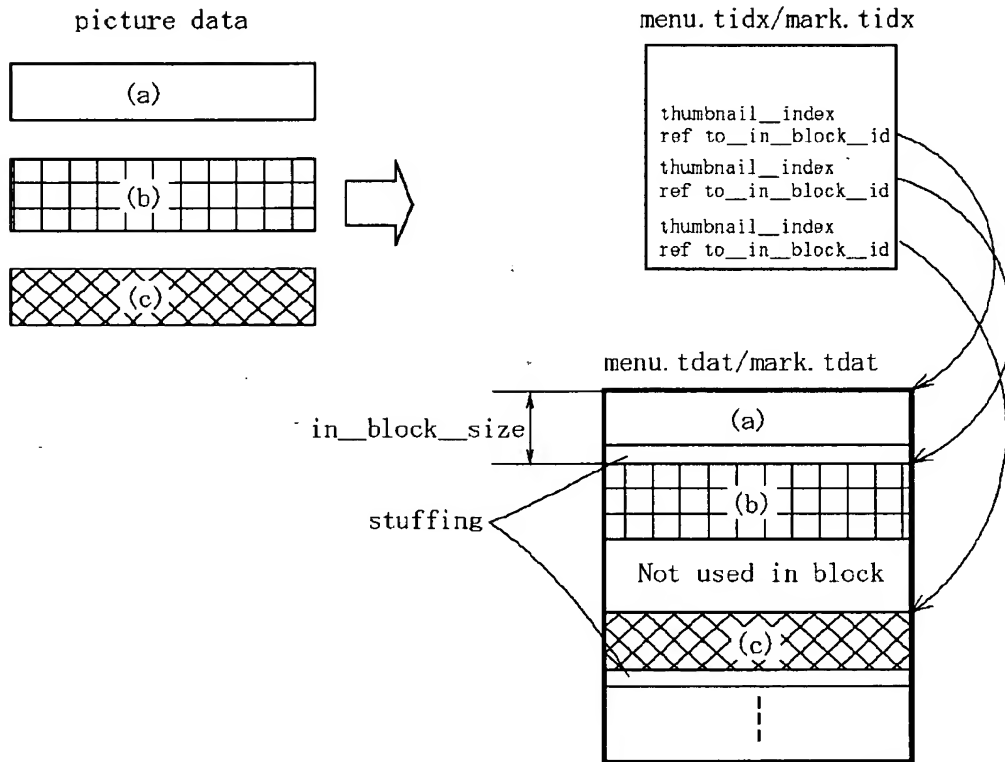 picture data
(a)
(b)
(c)
menu.tidx/mark.tidx
thumbnail__index
ref to__in__block__id
thumbnail__index
ref to__in__block__id
thumbnail__index
ref to__in__block__id
menu.tdat/mark.tdat
in__block__size
stuffing
(a)
(b)
Not used in block
(c)